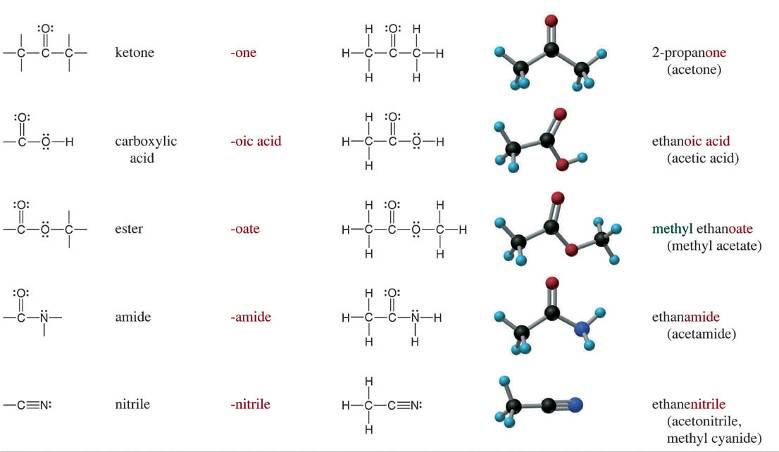 :O:
‖
—C—C—C—
ketone
-one
H :O: H
H—C—C—C—H
H H
2-propanone
(acetone)
:O:
‖
—C—Ö—H
carboxylic
acid
-oic acid
H :O:
H—C—C—Ö—H
H
ethanoic acid
(acetic acid)
:O:
‖
—C—Ö—C—
ester
-oate
H :O: H
H—C—C—Ö—C—H
H H
methyl ethanoate
(methyl acetate)
:O:
‖
—C—N̈—
amide
-amide
H :O:
H—C—C—N̈—H
H H
ethanamide
(acetamide)
—C≡N:
nitrile
-nitrile
H
H—C—C≡N:
H
ethanenitrile
(acetonitrile,
methyl cyanide)